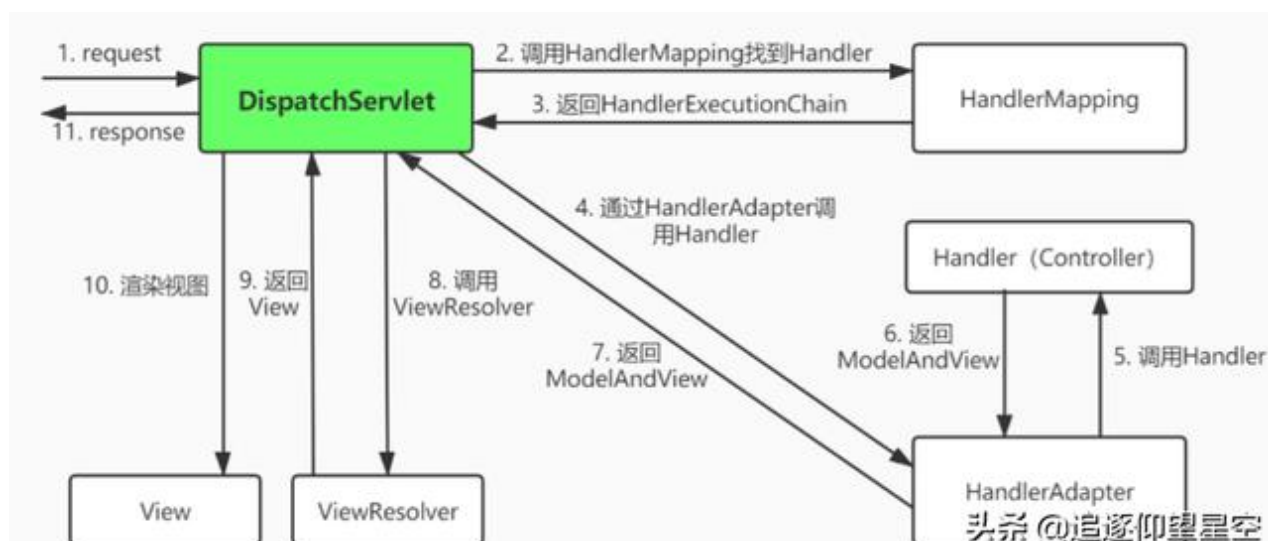 1. request
DispatchServlet
11. response
2. 调用HandlerMapping找到Handler
3. 返回HandlerExecutionChain
HandlerMapping
4. 通过HandlerAdapter调
用Handler
Handler（Controller）
10. 渲染视图
9. 返回
View
8. 调用
ViewResolver
7. 返回
ModelAndView
6. 返回
ModelAndView
5. 调用Handler
View
ViewResolver
HandlerAdapter
头条 @追逐仰望星空